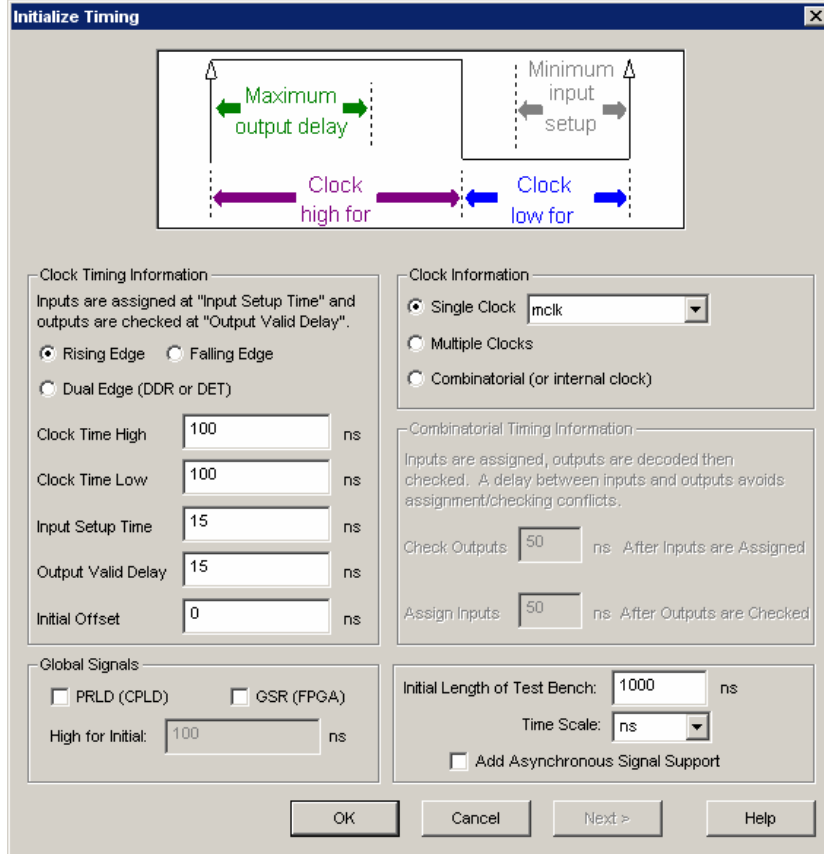 Initialize Timing
Maximum
output delay
Minimum
input
setup
Clock
high for
Clock
low for
Clock Timing Information
Inputs are assigned at "Input Setup Time" and
outputs are checked at "Output Valid Delay".
Rising Edge Falling Edge
Dual Edge (DDR or DET)
Clock Time High 100 ns
Clock Time Low 100 ns
Input Setup Time 15 ns
Output Valid Delay 15 ns
Initial Offset 0 ns
Clock Information
Single Clock mclk
Multiple Clocks
Combinatorial (or internal clock)
Combinatorial Timing Information
Inputs are assigned, outputs are decoded then
checked. A delay between inputs and outputs avoids
assignment/checking conflicts.
Check Outputs 50 ns After Inputs are Assigned
Assign Inputs 50 ns After Outputs are Checked
Global Signals
PRLD (CPLD) GSR (FPGA)
High for Initial: 100 ns
Initial Length of Test Bench: 1000 ns
Time Scale: ns
Add Asynchronous Signal Support
OK Cancel Next > Help